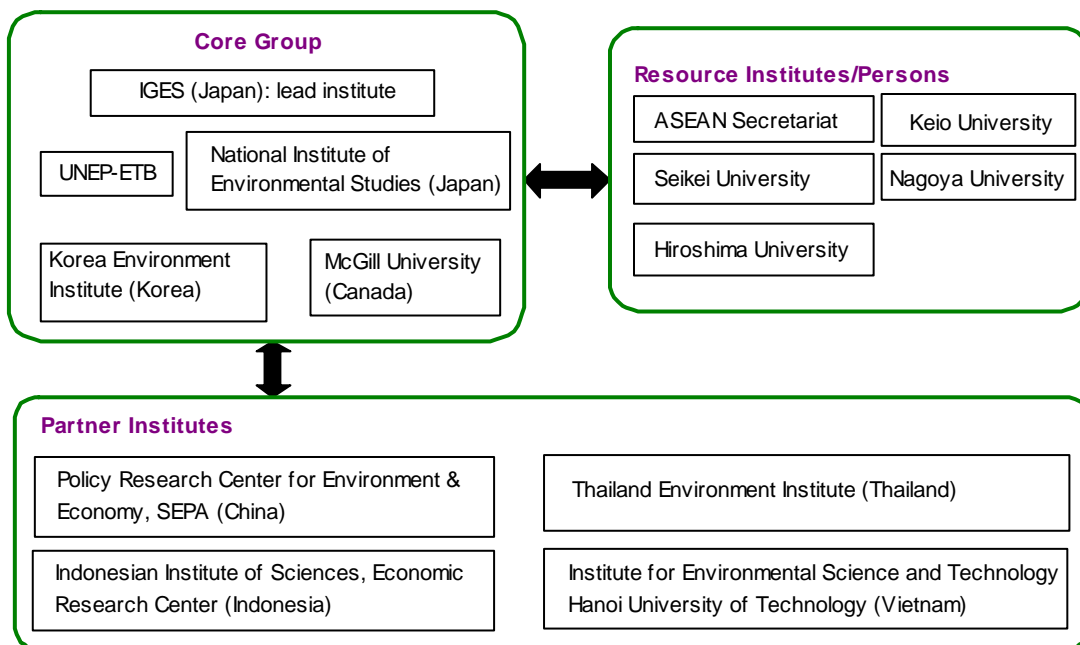 Core Group
IGES (Japan): lead institute
UNEP-ETB
National Institute of
Environmental Studies (Japan)
Korea Environment
Institute (Korea)
McGill University
(Canada)
Resource Institutes/Persons
ASEAN Secretariat
Keio University
Seikei University
Nagoya University
Hiroshima University
Partner Institutes
Policy Research Center for Environment &
Economy, SEPA (China)
Thailand Environment Institute (Thailand)
Indonesian Institute of Sciences, Economic
Research Center (Indonesia)
Institute for Environmental Science and Technology
Hanoi University of Technology (Vietnam)